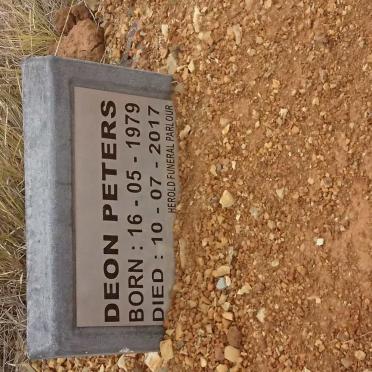 DEON PETERS
BORN : 16 - 05 - 1979
DIED : 10 - 07 - 2017
HEROLD FUNERAL PARLOUR